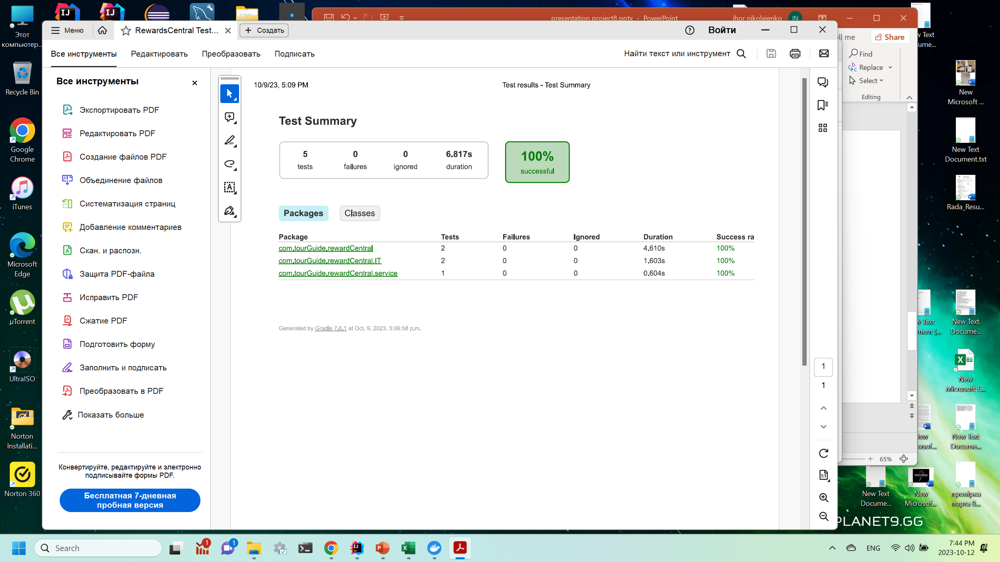 Этот
компьютер...
Recycle Bin
Google
Chrome
iTunes
Microsoft
Edge
µTorrent
UltraISO
Norton
Installati...
Norton 360
presentation project8.pptx - PowerPoint
ihor nikolaienko
IN
Меню
RewardsCentral Test...
Создать
Войти
Все инструменты
Редактировать
Преобразовать
Подписать
Найти текст или инструмент
Все инструменты
Экспортировать PDF
Редактировать PDF
Создание файлов PDF
Объединение файлов
Систематизация страниц
Добавление комментариев
Скан. и распозн.
Защита PDF-файла
Исправить PDF
Сжатие PDF
Подготовить форму
Заполнить и подписать
Преобразовать в PDF
Показать больше
Конвертируйте, редактируйте и электронно
подписывайте формы PDF.
Бесплатная 7-дневная
пробная версия
10/9/23, 5:09 PM
Test results - Test Summary
Test Summary
5 0 0 6.817s
tests failures ignored duration
100%
successful
Packages Classes
Package Tests Failures Ignored Duration Success ra
com.tourGuide.rewardCentral 2 0 0 4.610s 100%
com.tourGuide.rewardCentral.IT 2 0 0 1.603s 100%
com.tourGuide.rewardCentral.service 1 0 0 0.604s 100%
Generated by Gradle 7.6.1 at Oct. 9, 2023, 5:06:58 p.m.
1
1
ell me
Share
Find
Replace
Select
Editing
65%
w Text
ume...
New
Microsoft ...
New Text
Document.txt
Rada_Resu...
w Text
ment (...
New Text
Docume...
New
Microsoft E...
New
osof...
New Text
Docume...
New Text
Docume...
New
Microsof...
провірка
порта 8...
PLANET9.GG
Search
1
1
ENG
7:44 PM
2023-10-12